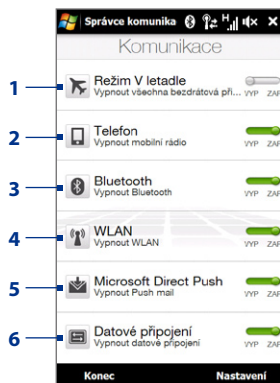 Správce komunika
Komunikace
1 Režim V letadle
Vypnout všechna bezdrátová při... VYP ZAP
2 Telefon
Vypnout mobilní rádio VYP ZAP
3 Bluetooth
Vypnout Bluetooth VYP ZAP
4 WLAN
Vypnout WLAN VYP ZAP
5 Microsoft Direct Push
Vypnout Push mail VYP ZAP
6 Datové připojení
Vypnout datové připojení VYP ZAP
Konec Nastavení